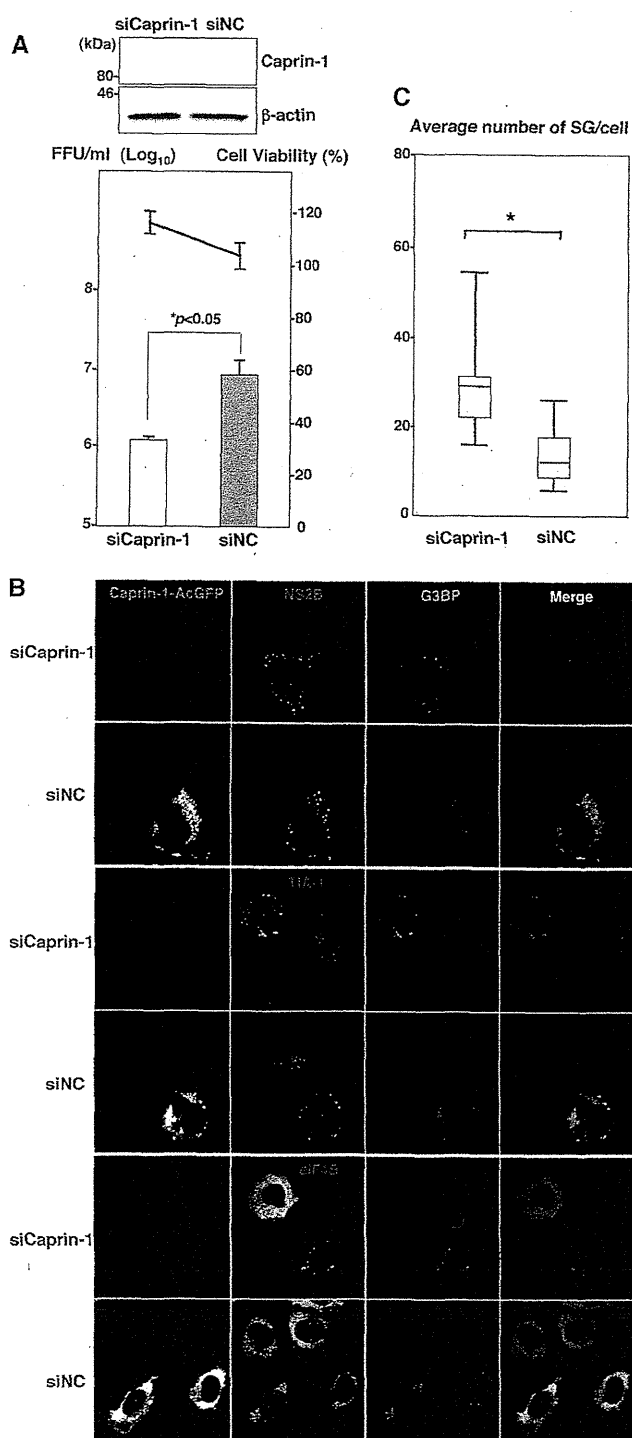 A
siCaprin-1 siNC
(kDa)
Caprin-1
80-
46-
β-actin
FFU/ml (Log10) Cell Viability (%)
120
100
8
80
*p<0.05
7
60
40
6
20
5
0
siCaprin-1 siNC
C
Average number of SG/cell
80
*
60
40
20
0
siCaprin-1 siNC
B
Caprin-1-AcGFP NS2B G3BP Merge
siCaprin-1
siNC
TIA-1
siCaprin-1
siNC
siCaprin-1
siNC